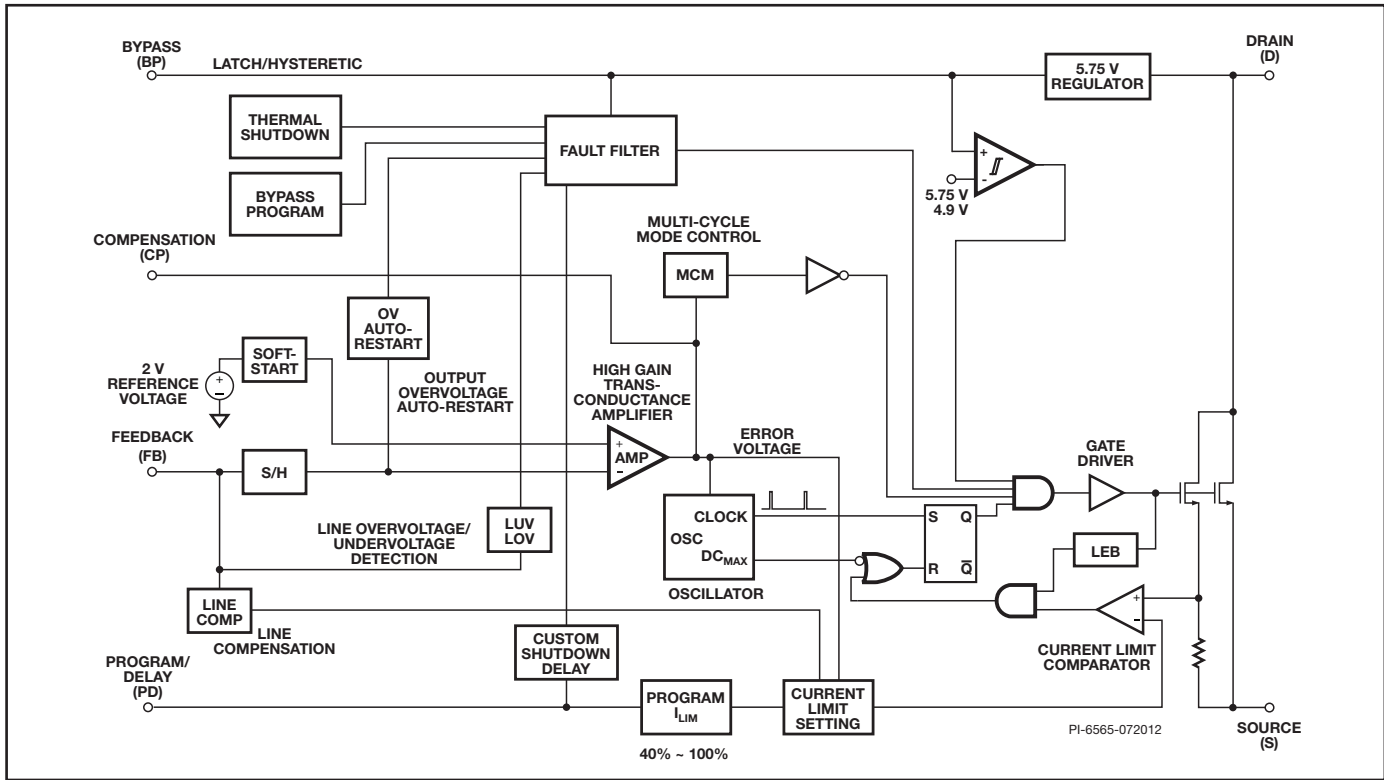 BYPASS
(BP)
LATCH/HYSTERETIC
5.75 V
REGULATOR
DRAIN
(D)
THERMAL
SHUTDOWN
FAULT FILTER
+
-
5.75 V
4.9 V
BYPASS
PROGRAM
COMPENSATION
(CP)
MULTI-CYCLE
MODE CONTROL
MCM
OV
AUTO-
RESTART
SOFT-
START
2 V
REFERENCE
VOLTAGE
+
–
OUTPUT
OVERVOLTAGE
AUTO-RESTART
HIGH GAIN
TRANS-
CONDUCTANCE
AMPLIFIER
FEEDBACK
(FB)
S/H
+
AMP
–
ERROR
VOLTAGE
GATE
DRIVER
CLOCK
OSC
DCMAX
OSCILLATOR
S Q
R Q̅
LEB
LINE OVERVOLTAGE/
UNDERVOLTAGE
DETECTION
LUV
LOV
LINE
COMP
LINE
COMPENSATION
+
–
CURRENT LIMIT
COMPARATOR
PROGRAM/
DELAY
(PD)
CUSTOM
SHUTDOWN
DELAY
PROGRAM
ILIM
40% ~ 100%
CURRENT
LIMIT
SETTING
PI-6565-072012
SOURCE
(S)